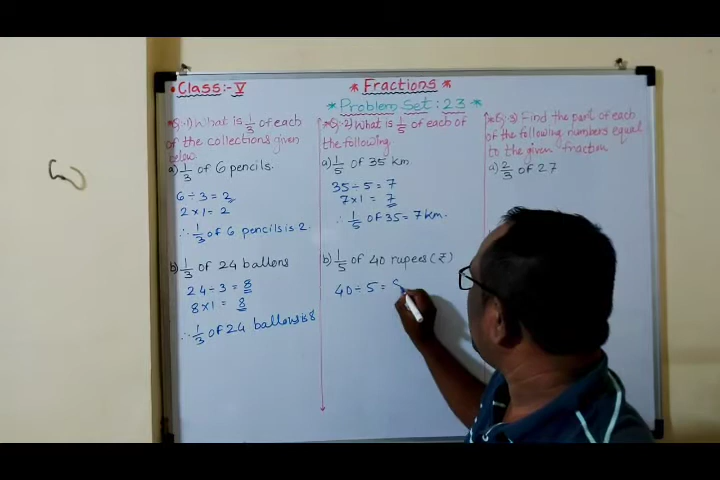 • Class:- V
* Fractions *
* Problem Set: 23 *
*Q.1) What is 1/3 of each
of the collections given
below.
a) 1/3 of 6 pencils.
6 ÷ 3 = 2
2 x 1 = 2
∴ 1/3 of 6 pencils is 2.
b) 1/3 of 24 ballons
24 ÷ 3 = 8
8 x 1 = 8
∴ 1/3 of 24 ballons is 8
*Q.2) What is 1/5 of each of
the following.
a) 1/5 of 35 km
35 ÷ 5 = 7
7 x 1 = 7
∴ 1/5 of 35 = 7 km.
b) 1/5 of 40 rupees (₹)
40 ÷ 5 =
*Q.3) Find the part of each
of the following numbers equal
to the given fraction
a) 2/3 of 27